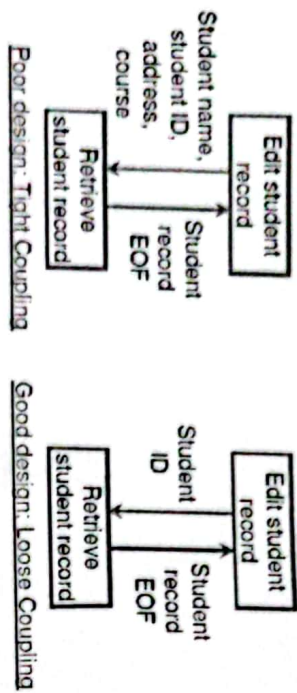 Edit student
record
Student name,
student ID,
address,
course
Student
record
EOF
Retrieve
student record
Poor design: Tight Coupling
Edit student
record
Student
ID
Student
record
EOF
Retrieve
student record
Good design: Loose Coupling